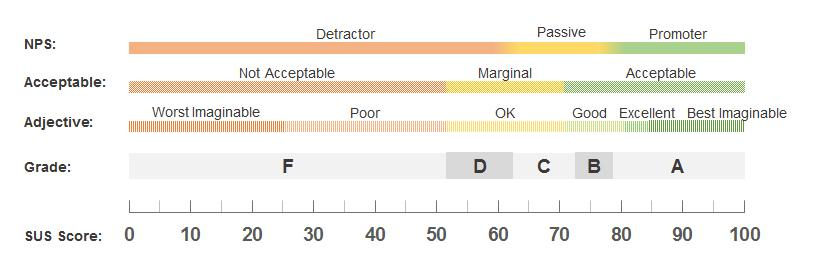 NPS: Detractor Passive Promoter
Acceptable: Not Acceptable Marginal Acceptable
Adjective: Worst Imaginable Poor OK Good Excellent Best Imaginable
Grade: F D C B A
SUS Score: 0 10 20 30 40 50 60 70 80 90 100